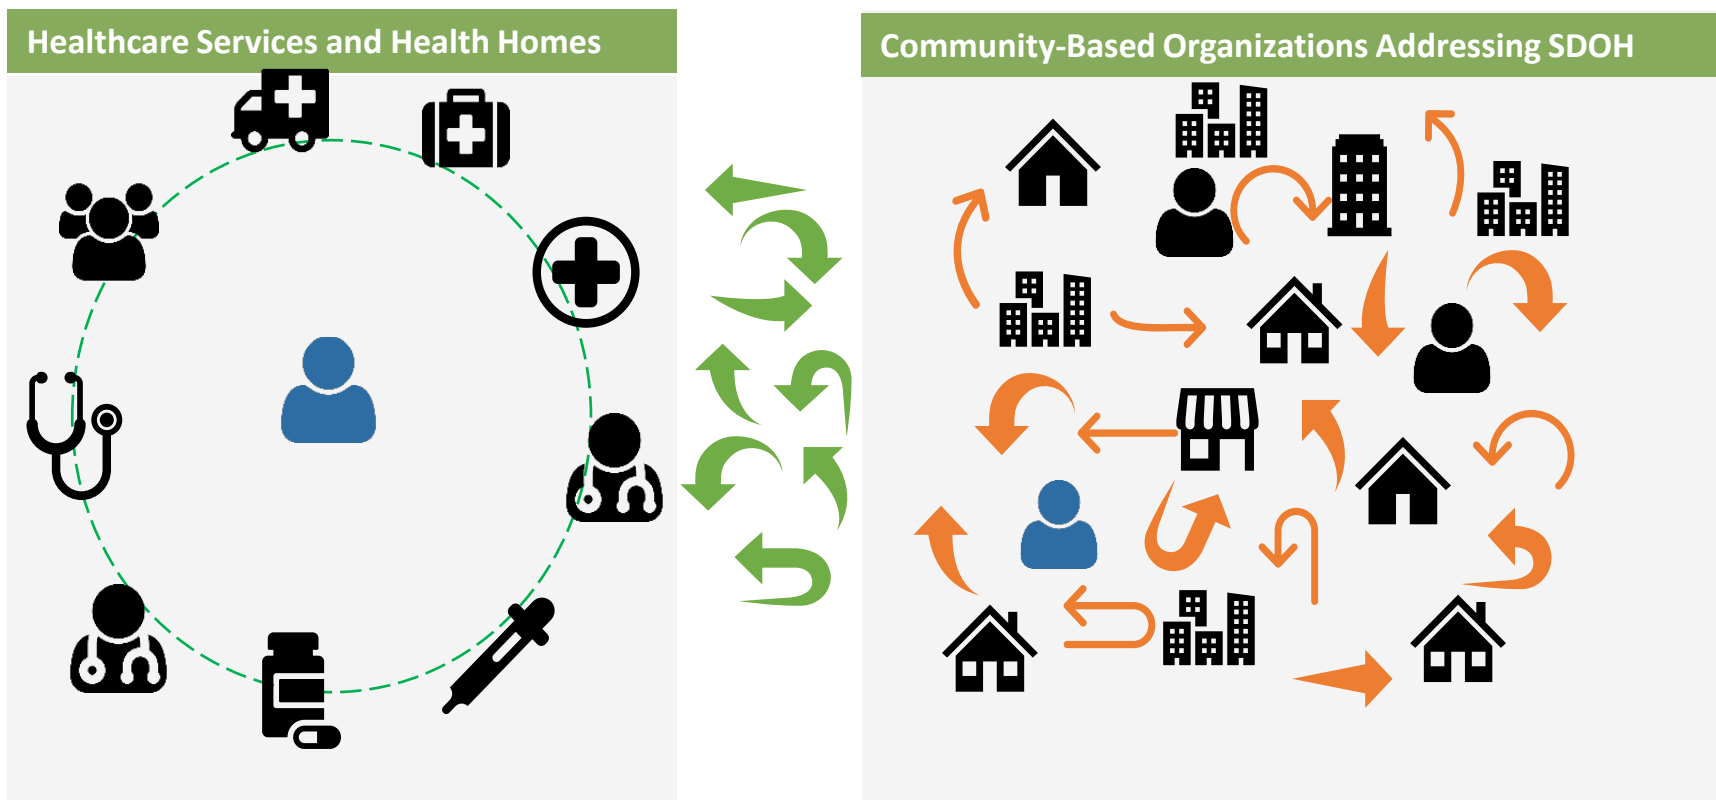 Healthcare Services and Health Homes
Community-Based Organizations Addressing SDOH